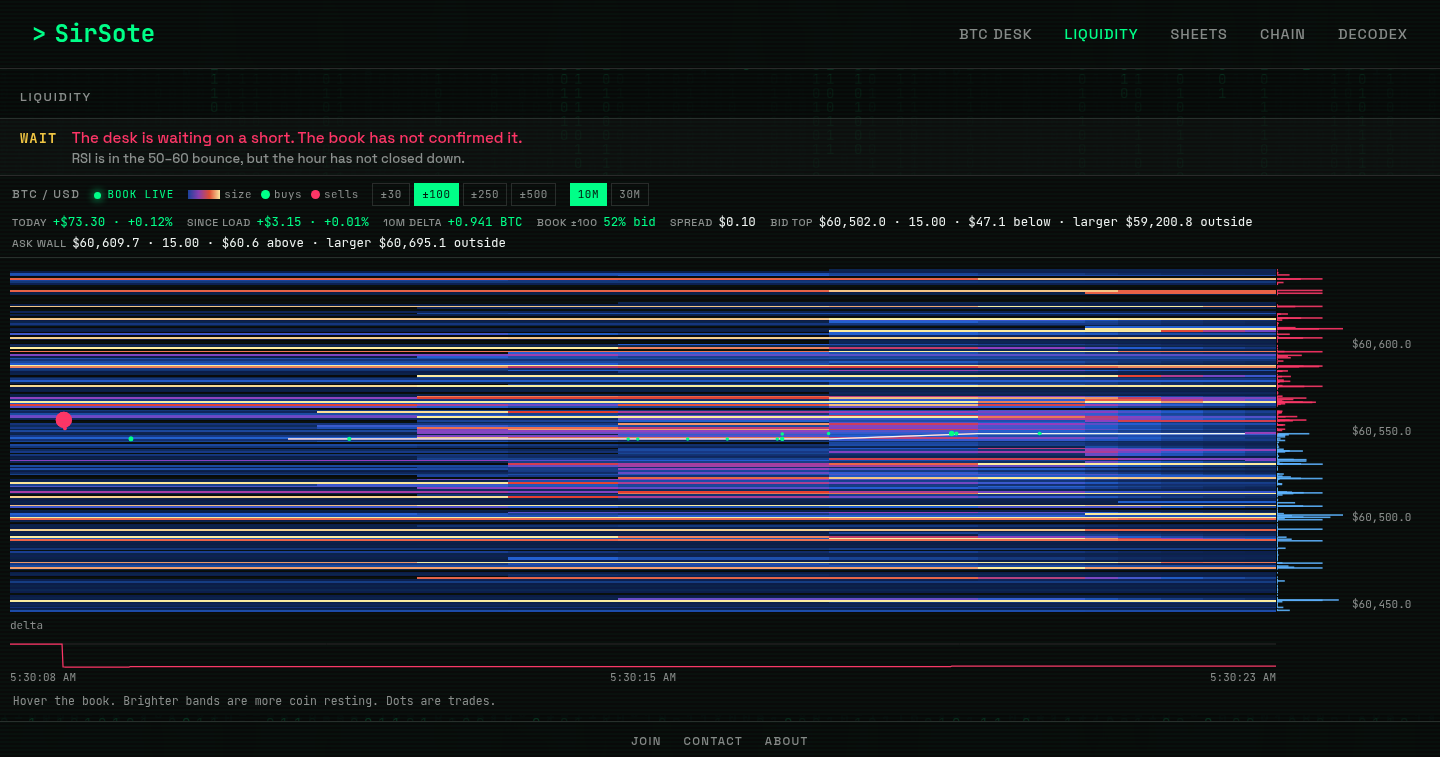 > SirSote
BTC DESK LIQUIDITY SHEETS CHAIN DECODEX
LIQUIDITY
WAIT The desk is waiting on a short. The book has not confirmed it.
RSI is in the 50–60 bounce, but the hour has not closed down.
BTC / USD BOOK LIVE size buys sells ±30 ±100 ±250 ±500 10M 30M
TODAY +$73.30 · +0.12% SINCE LOAD +$3.15 · +0.01% 10M DELTA +0.941 BTC BOOK ±100 52% bid SPREAD $0.10 BID TOP $60,502.0 · 15.00 · $47.1 below · larger $59,200.8 outside
ASK WALL $60,609.7 · 15.00 · $60.6 above · larger $60,695.1 outside
$60,600.0
$60,550.0
$60,500.0
$60,450.0
delta
5:30:08 AM 5:30:15 AM 5:30:23 AM
Hover the book. Brighter bands are more coin resting. Dots are trades.
JOIN CONTACT ABOUT